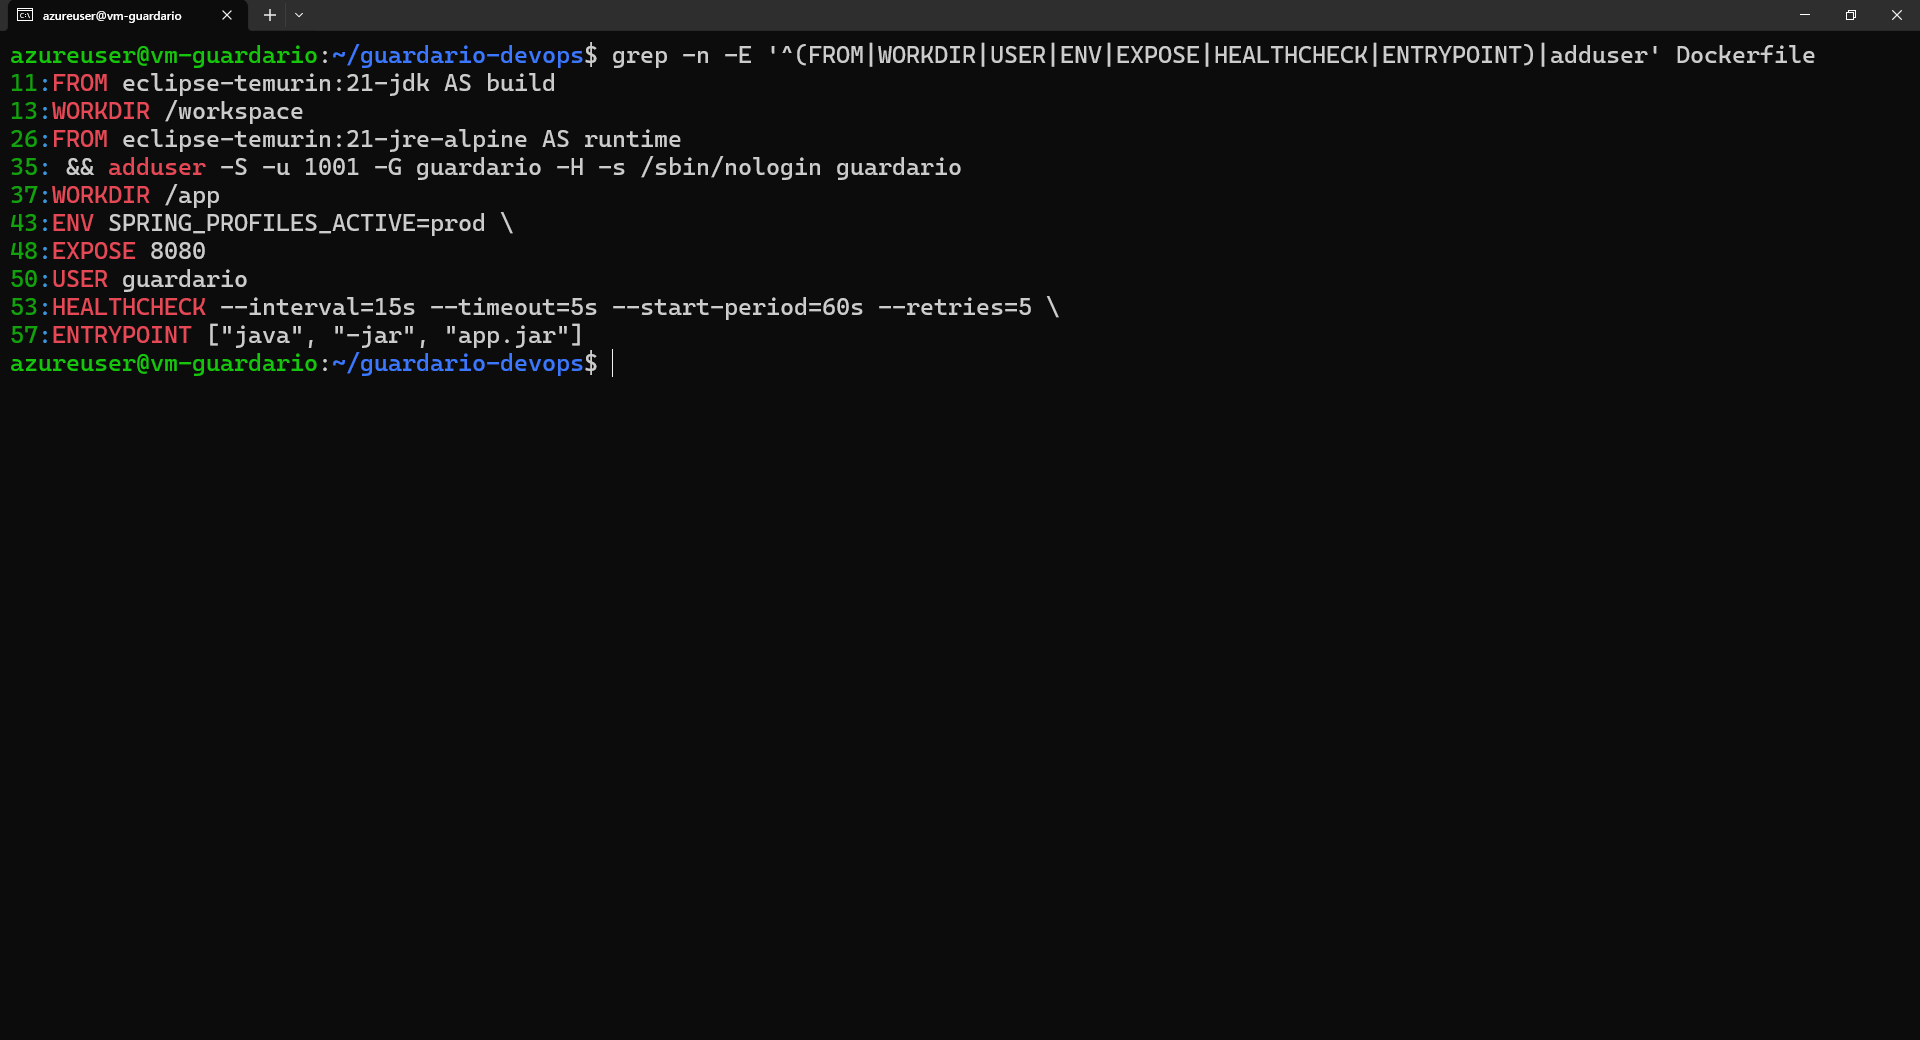 azureuser@vm-guardario
azureuser@vm-guardario:~/guardario-devops$ grep -n -E '^(FROM|WORKDIR|USER|ENV|EXPOSE|HEALTHCHECK|ENTRYPOINT)|adduser' Dockerfile
11:FROM eclipse-temurin:21-jdk AS build
13:WORKDIR /workspace
26:FROM eclipse-temurin:21-jre-alpine AS runtime
35: && adduser -S -u 1001 -G guardario -H -s /sbin/nologin guardario
37:WORKDIR /app
43:ENV SPRING_PROFILES_ACTIVE=prod \
48:EXPOSE 8080
50:USER guardario
53:HEALTHCHECK --interval=15s --timeout=5s --start-period=60s --retries=5 \
57:ENTRYPOINT ["java", "-jar", "app.jar"]
azureuser@vm-guardario:~/guardario-devops$